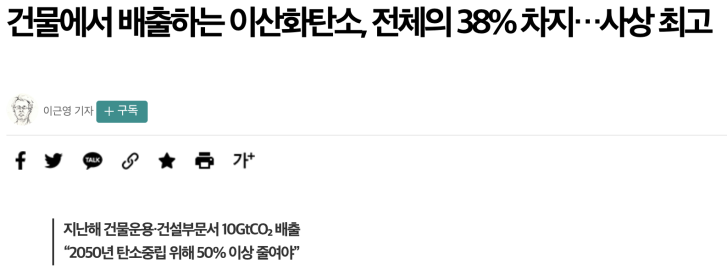 건물에서 배출하는 이산화탄소, 전체의 38% 차지…사상 최고
이근영 기자 + 구독
f TALK 가+
지난해 건물운용·건설부문서 10GtCO₂ 배출
“2050년 탄소중립 위해 50% 이상 줄여야”